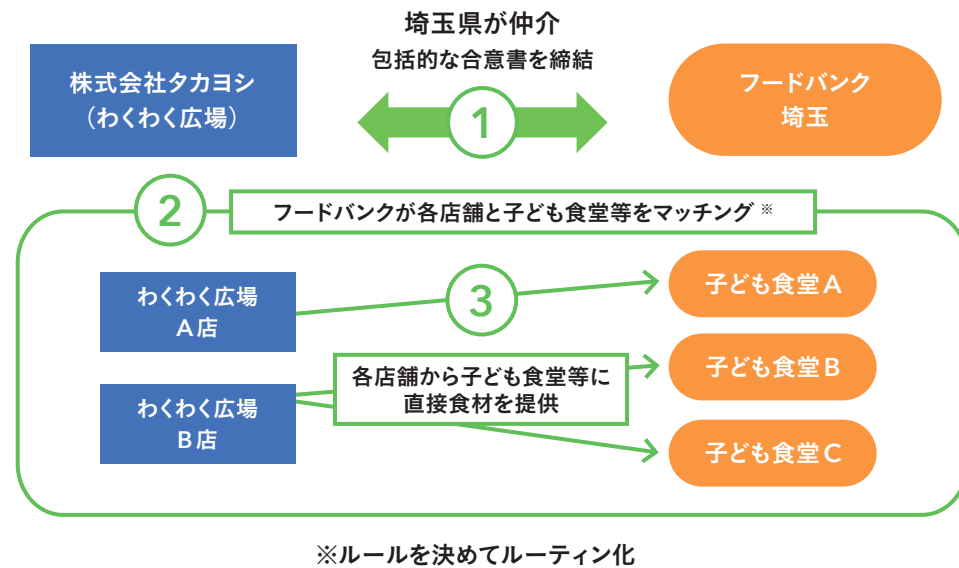 埼玉県が仲介
包括的な合意書を締結
株式会社タカヨシ
（わくわく広場）
1
フードバンク
埼玉
2
フードバンクが各店舗と子ども食堂等をマッチング※
わくわく広場
A店
3
子ども食堂A
わくわく広場
B店
各店舗から子ども食堂等に
直接食材を提供
子ども食堂B
子ども食堂C
※ルールを決めてルーティン化